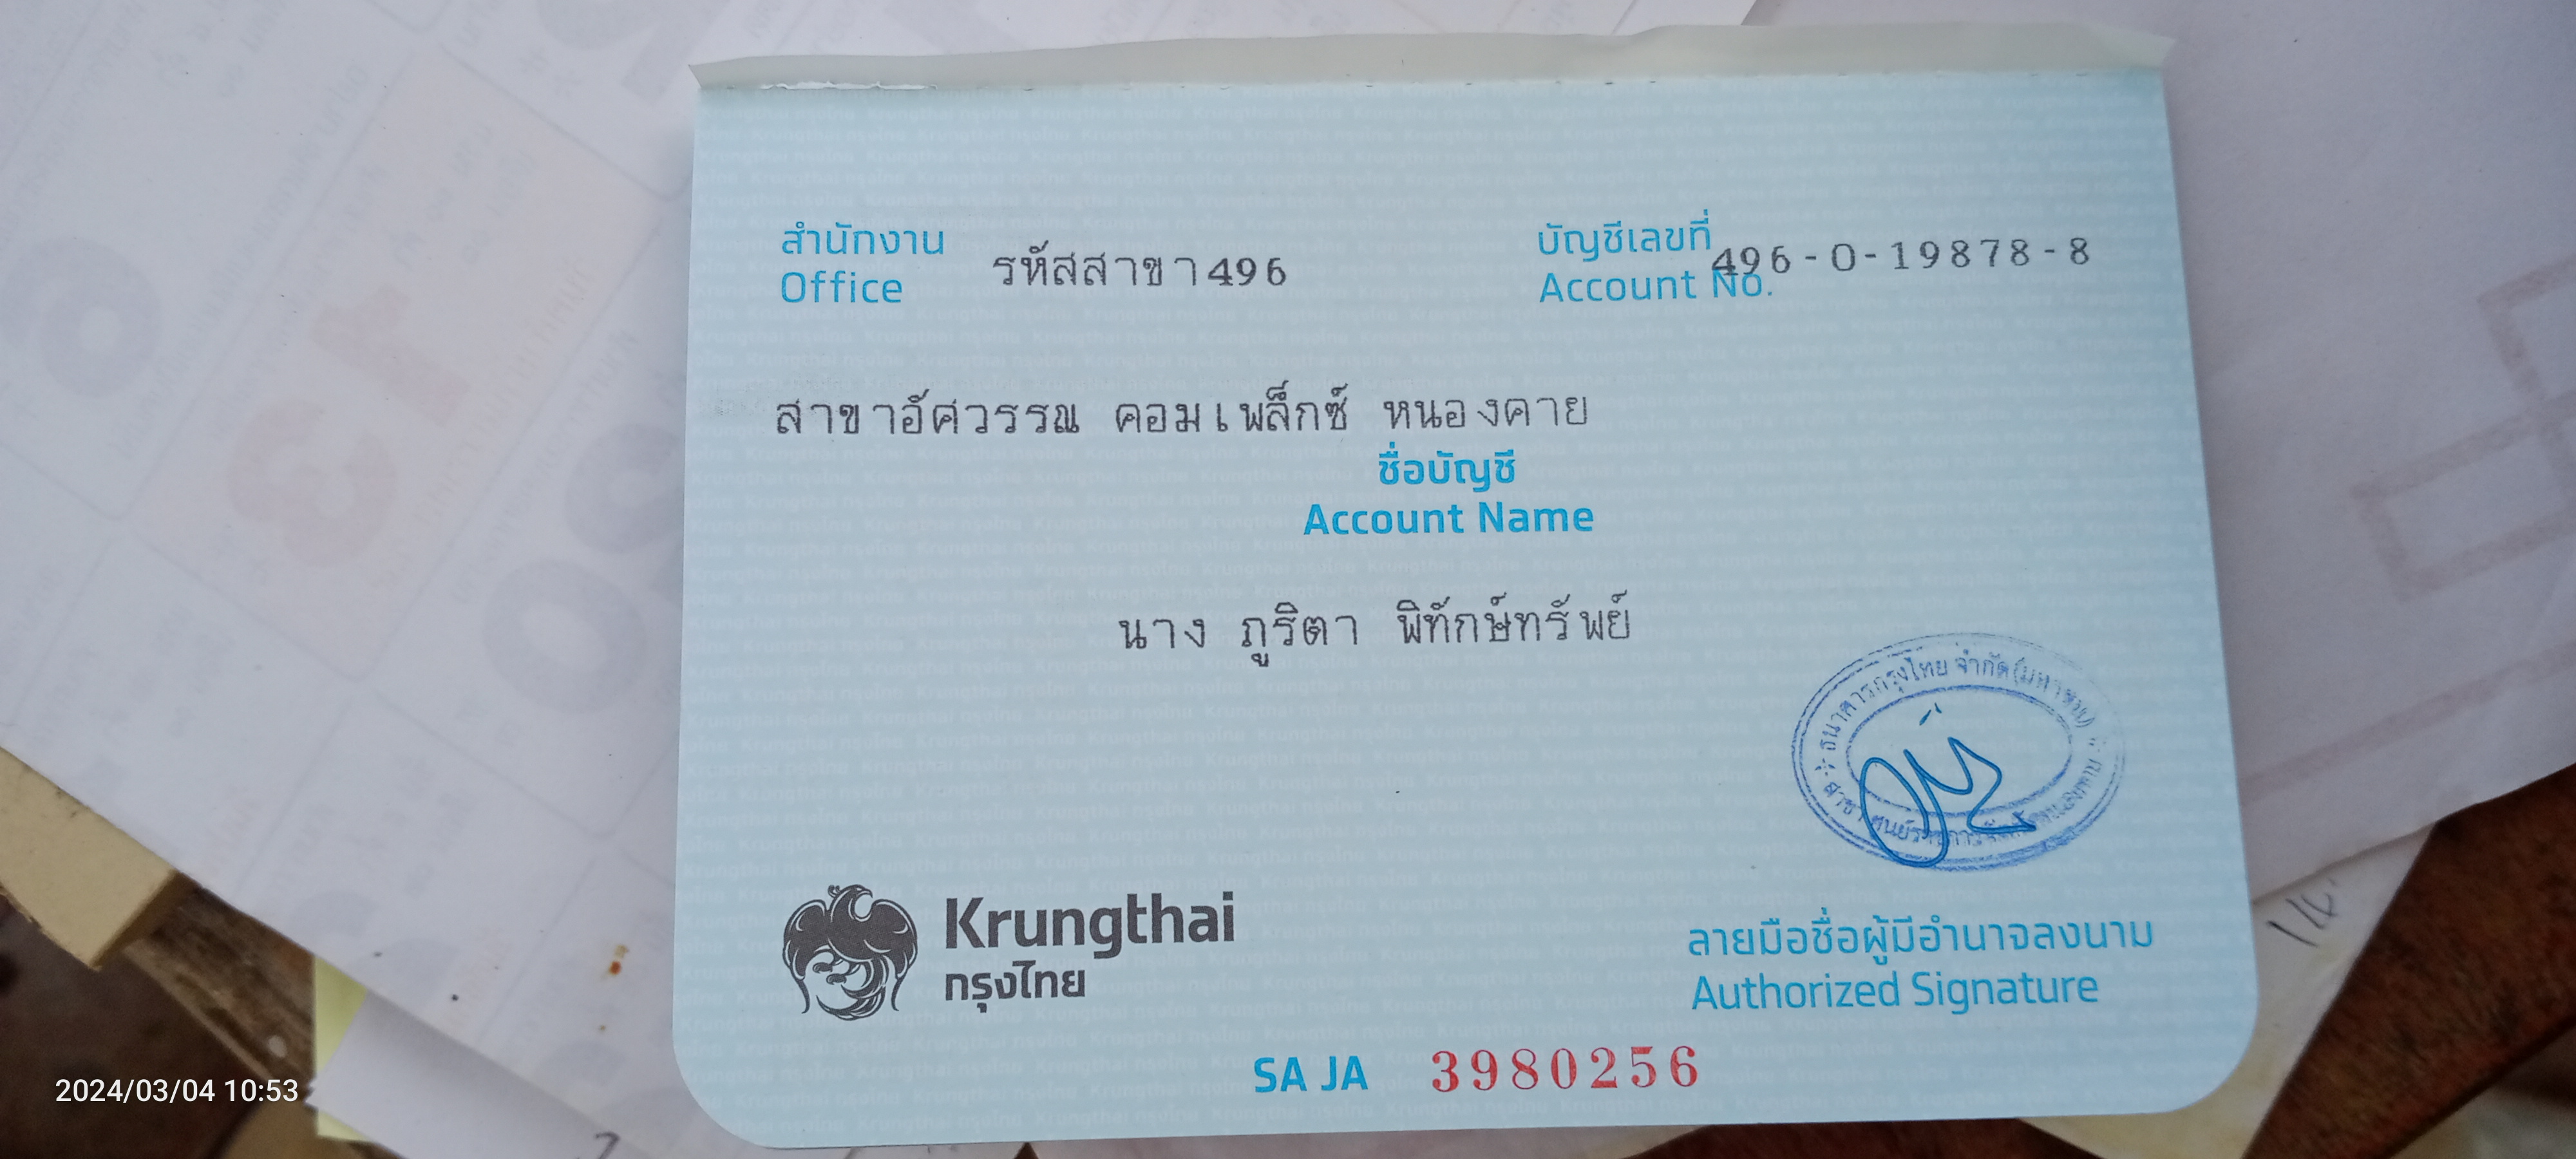 สำนักงาน
Office
รหัสสาขา496
บัญชีเลขที่
Account No.
496-0-19878-8
สาขาอัศวรรณ คอมเพล็กซ์ หนองคาย
ชื่อบัญชี
Account Name
นาง ภูริตา พิทักษ์ทรัพย์
ธนาคารกรุงไทย จำกัด(มหาชน)
Krungthai
กรุงไทย
ลายมือชื่อผู้มีอำนาจลงนาม
Authorized Signature
SA JA 3980256
2024/03/04 10:53